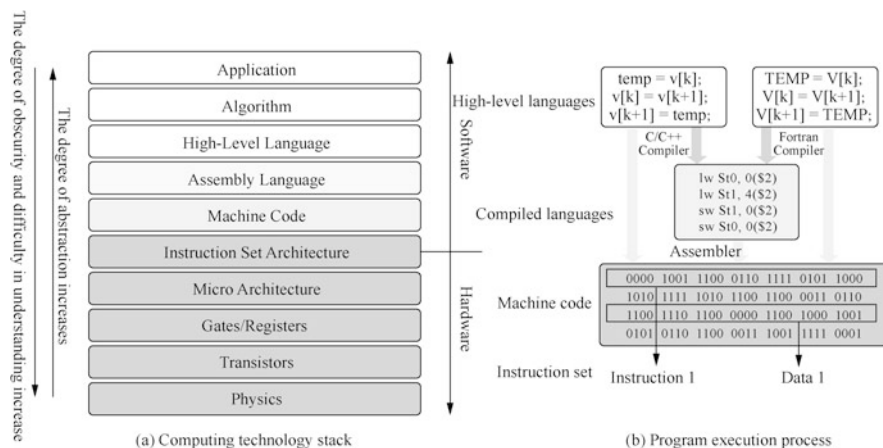 The degree of obscurity and difficulty in understanding increase
The degree of abstraction increases
Application
Algorithm
High-Level Language
Assembly Language
Machine Code
Instruction Set Architecture
Micro Architecture
Gates/Registers
Transistors
Physics
Software
Hardware
(a) Computing technology stack
High-level languages
temp = v[k];
v[k] = v[k+1];
v[k+1] = temp;
TEMP = V[k];
V[k] = V[k+1];
V[k+1] = TEMP;
C/C++
Compiler
Fortran
Compiler
Compiled languages
lw St0, 0($2)
lw St1, 4($2)
sw St1, 0($2)
sw St0, 0($2)
Assembler
Machine code
0000 1001 1100 0110 1111 0101 1000
1010 1111 0101 1100 1100 0011 0110
1100 1110 1100 0000 1100 1000 1001
0101 0110 1100 0011 1001 1111 0001
Instruction set
Instruction 1
Data 1
(b) Program execution process